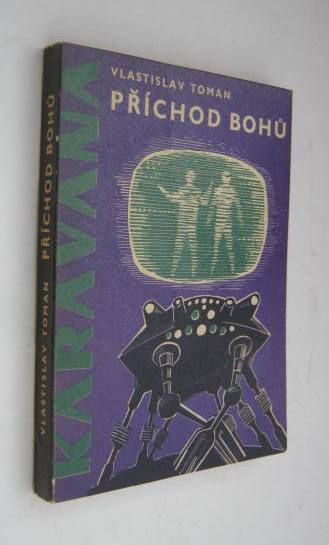 VLASTISLAV TOMAN
PŘÍCHOD BOHŮ
KARAVANA
VLASTISLAV TOMAN PŘÍCHOD BOHŮ